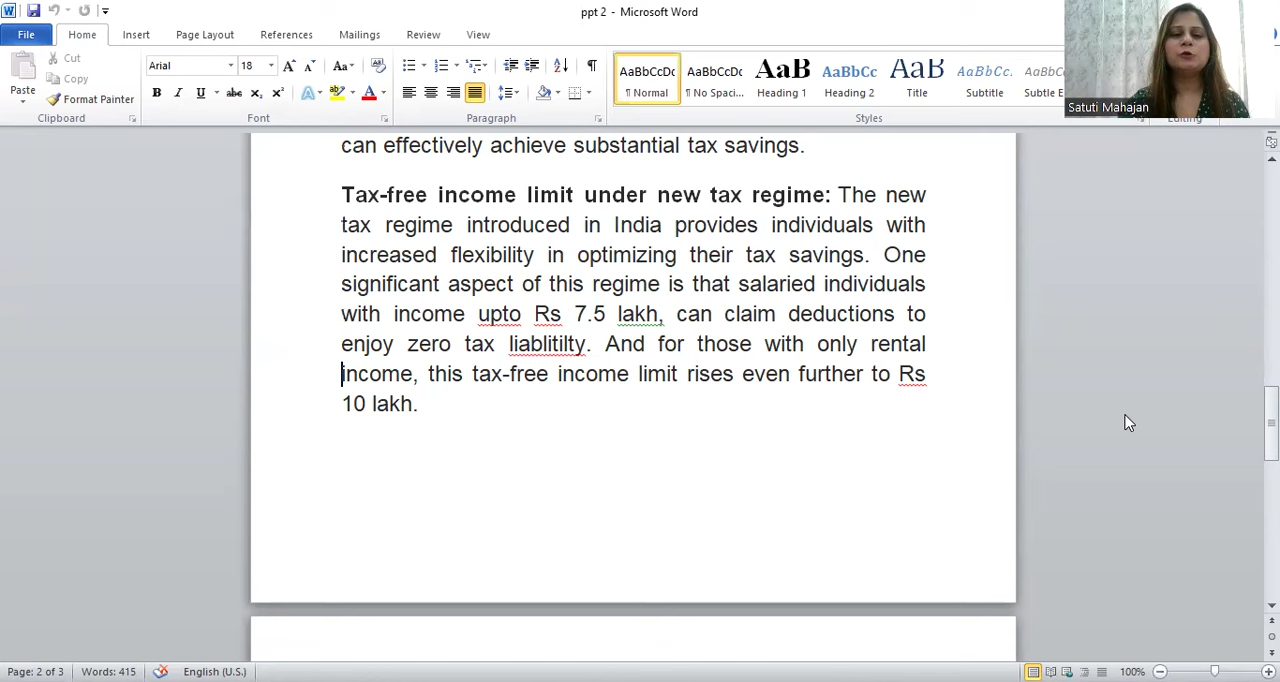 ppt 2 - Microsoft Word
File Home Insert Page Layout References Mailings Review View
Paste Cut Copy Format Painter
Arial 18
AaBbCcDc AaBbCcDc AaB AaBbCc AaB AaBbCc. AaBbCc
¶ Normal ¶ No Spaci... Heading 1 Heading 2 Title Subtitle Subtle E
Satuti Mahajan
Clipboard Font Paragraph Styles Editing
can effectively achieve substantial tax savings.
Tax-free income limit under new tax regime: The new
tax regime introduced in India provides individuals with
increased flexibility in optimizing their tax savings. One
significant aspect of this regime is that salaried individuals
with income upto Rs 7.5 lakh, can claim deductions to
enjoy zero tax liablitilty. And for those with only rental
income, this tax-free income limit rises even further to Rs
10 lakh.
Page: 2 of 3 Words: 415 English (U.S.) 100%